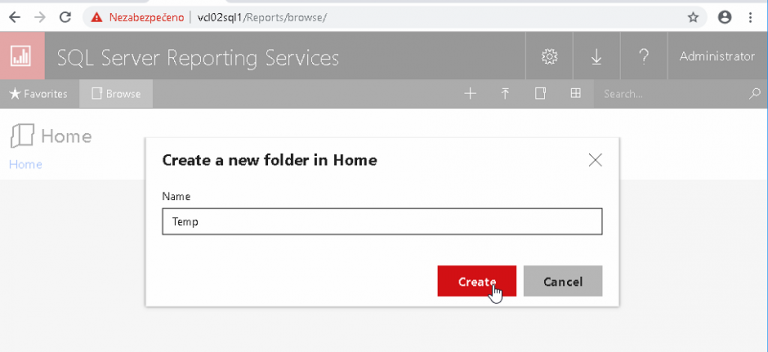 Nezabezpečeno | vcl02sql1/Reports/browse/
SQL Server Reporting Services
? Administrator
Favorites Browse Search...
Home
Home
Create a new folder in Home
Name
Temp
Create Cancel